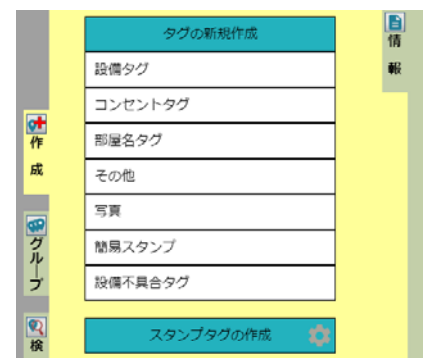 タグの新規作成
設備タグ
コンセントタグ
部屋名タグ
その他
写真
簡易スタンプ
設備不具合タグ
スタンプタグの作成
作成
グループ
検
情報